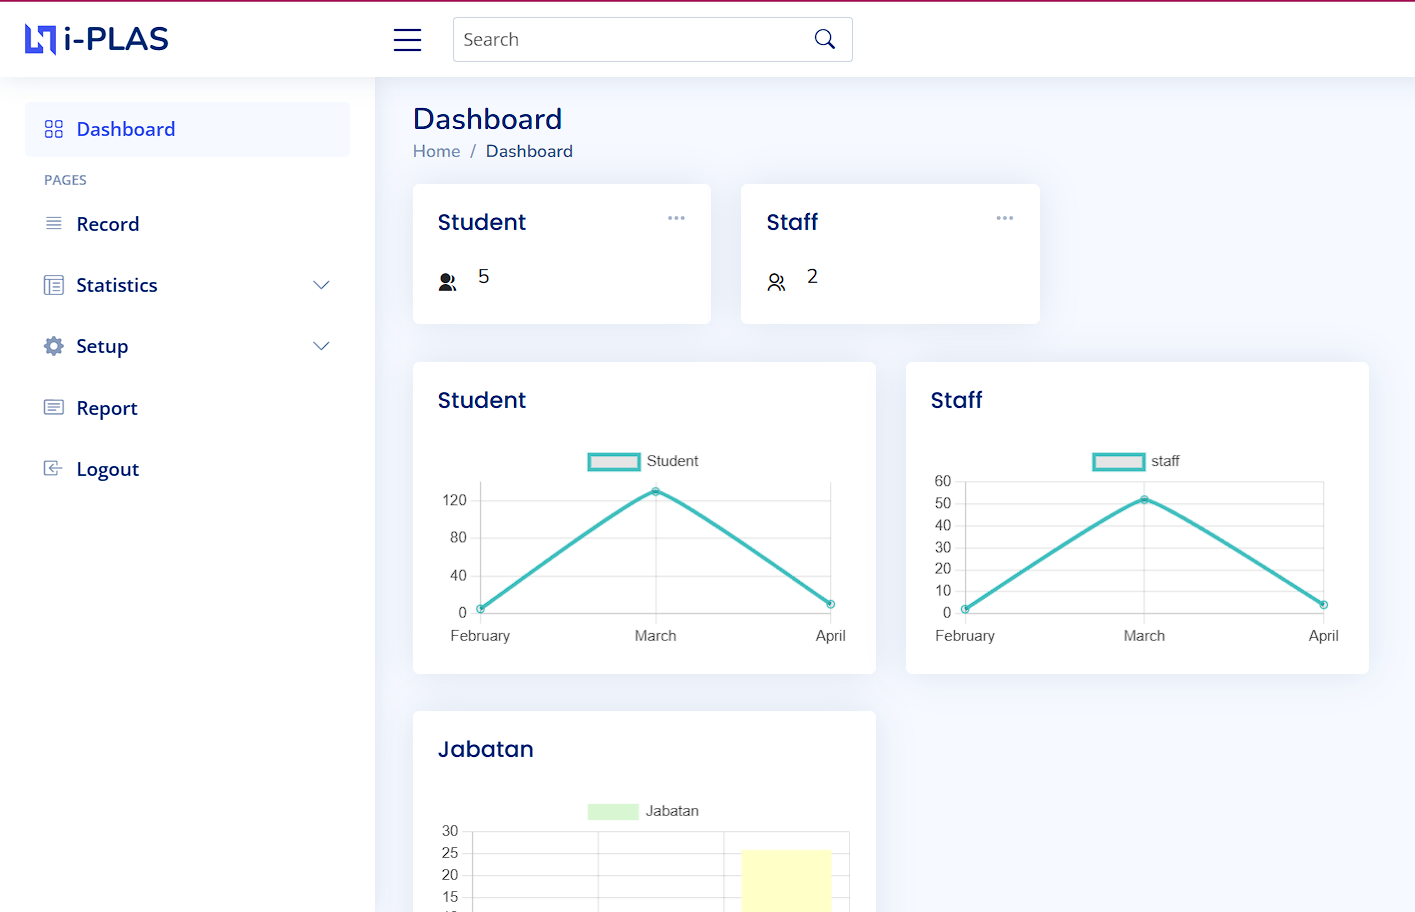 i-PLAS
Search
Dashboard
PAGES
Record
Statistics
Setup
Report
Logout
Dashboard
Home / Dashboard
Student
5
Staff
2
Student
Student
120
80
40
0
February March April
Staff
staff
60
50
40
30
20
10
0
February March April
Jabatan
Jabatan
30
25
20
15